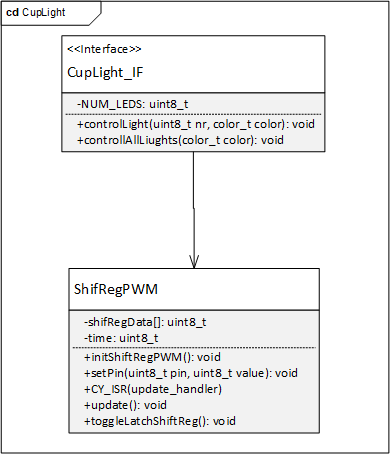 cd CupLight
<<Interface>>
CupLight_IF
-NUM_LEDS: uint8_t
+controlLight(uint8_t nr, color_t color): void
+controllAllLiughts(color_t color): void
ShifRegPWM
-shifRegData[]: uint8_t
-time: uint8_t
+initShiftRegPWM(): void
+setPin(uint8_t pin, uint8_t value): void
+CY_ISR(update_handler)
+update(): void
+toggleLatchShiftReg(): void